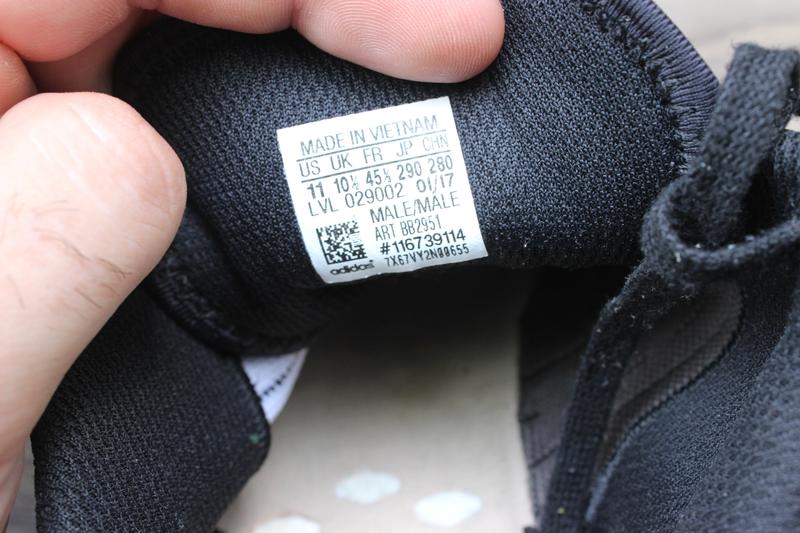 MADE IN VIETNAM
US UK FR JP CHN
11 10½ 45⅓ 290 280
LVL 029002 01/17
MALE/MALE
ART BB2951
#116739114
adidas 7X67VY2N00655